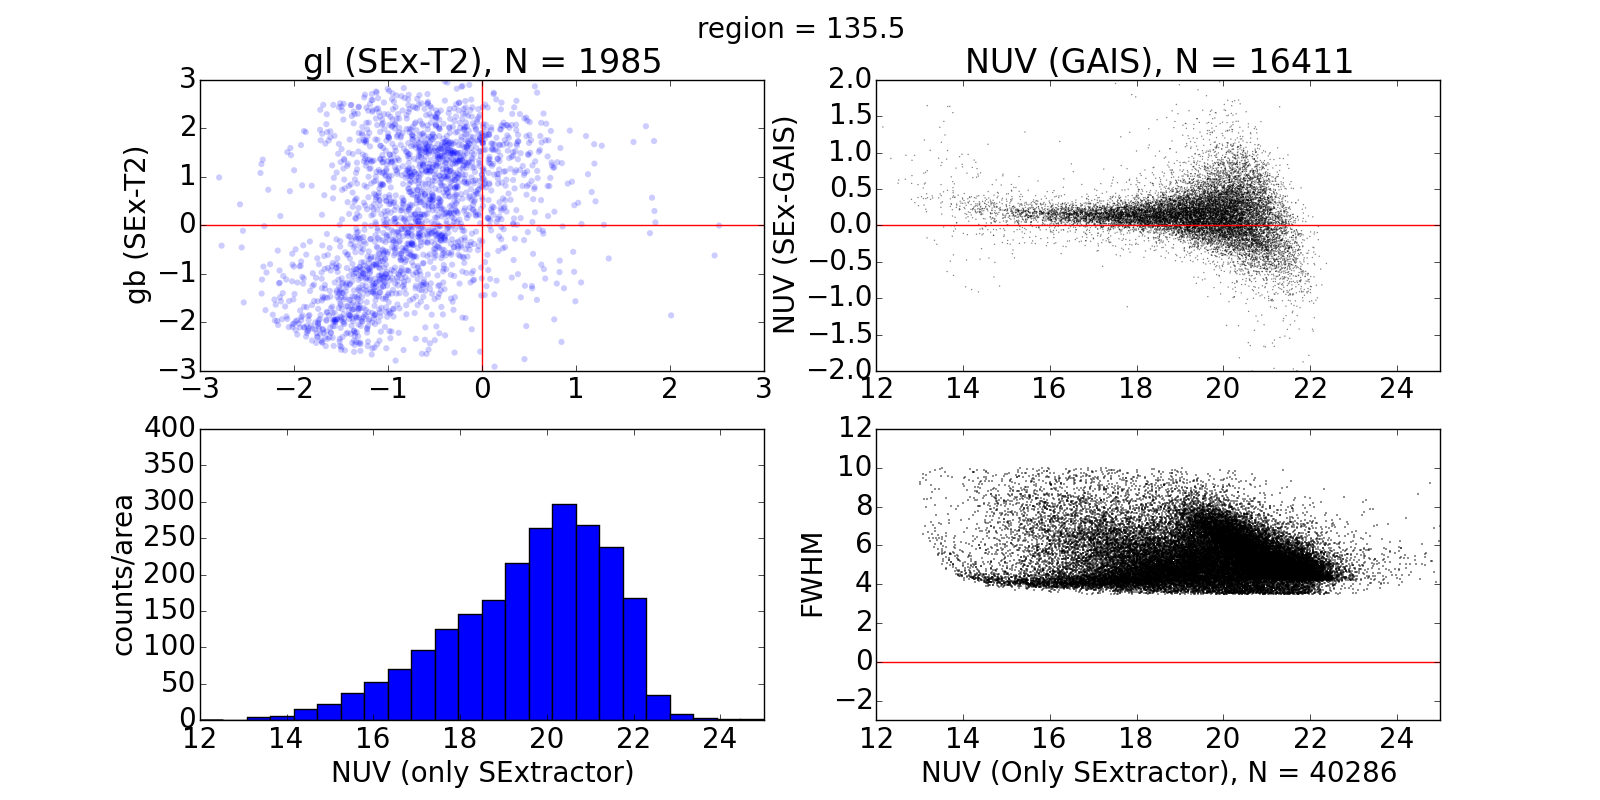 region = 135.5
gl (SEx-T2), N = 1985
NUV (GAIS), N = 16411
3
2
1
0
−1
−2
−3
gb (SEx-T2)
−3 −2 −1 0 1 2 3
2.0
1.5
1.0
0.5
0.0
−0.5
−1.0
−1.5
−2.0
NUV (SEx-GAIS)
12 14 16 18 20 22 24
400
350
300
250
200
150
100
50
0
counts/area
12 14 16 18 20 22 24
NUV (only SExtractor)
12
10
8
6
4
2
0
−2
FWHM
12 14 16 18 20 22 24
NUV (Only SExtractor), N = 40286